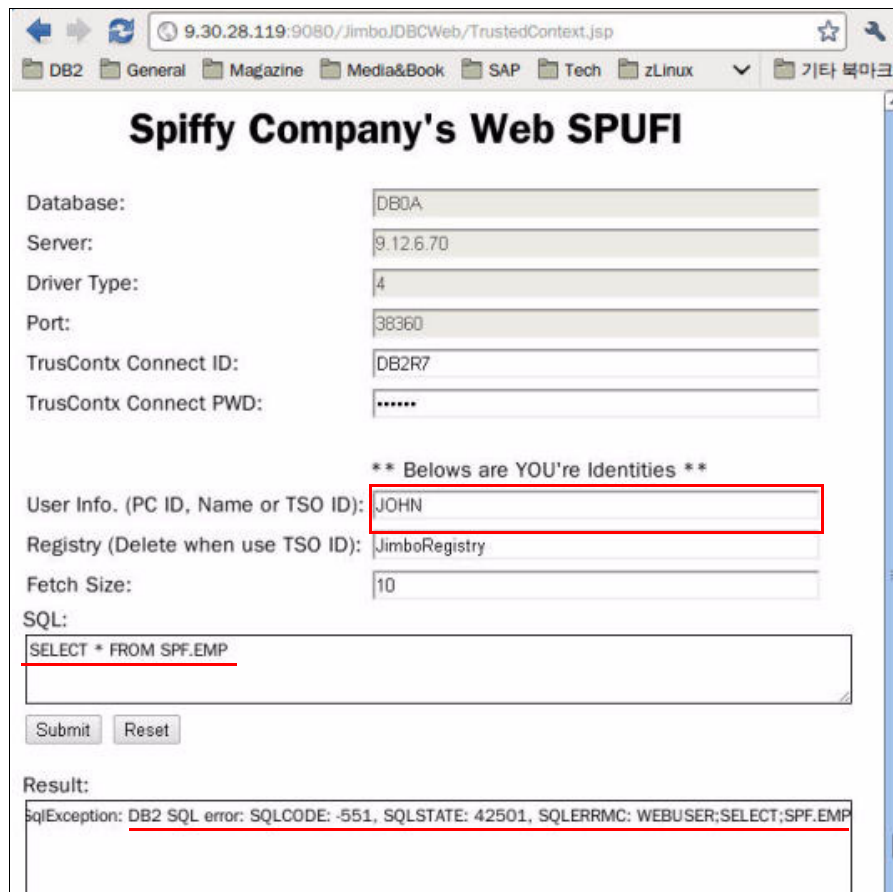 9.30.28.119:9080/JimboJDBCWeb/TrustedContext.jsp
DB2 General Magazine Media&Book SAP Tech zLinux 기타 북마크
Spiffy Company's Web SPUFI
Database: DB0A
Server: 9.12.6.70
Driver Type: 4
Port: 38360
TrusContx Connect ID: DB2R7
TrusContx Connect PWD: ••••••
** Belows are YOU're Identities **
User Info. (PC ID, Name or TSO ID): JOHN
Registry (Delete when use TSO ID): JimboRegistry
Fetch Size: 10
SQL:
SELECT * FROM SPF.EMP
Submit Reset
Result:
SqlException: DB2 SQL error: SQLCODE: -551, SQLSTATE: 42501, SQLERRMC: WEBUSER;SELECT;SPF.EMP